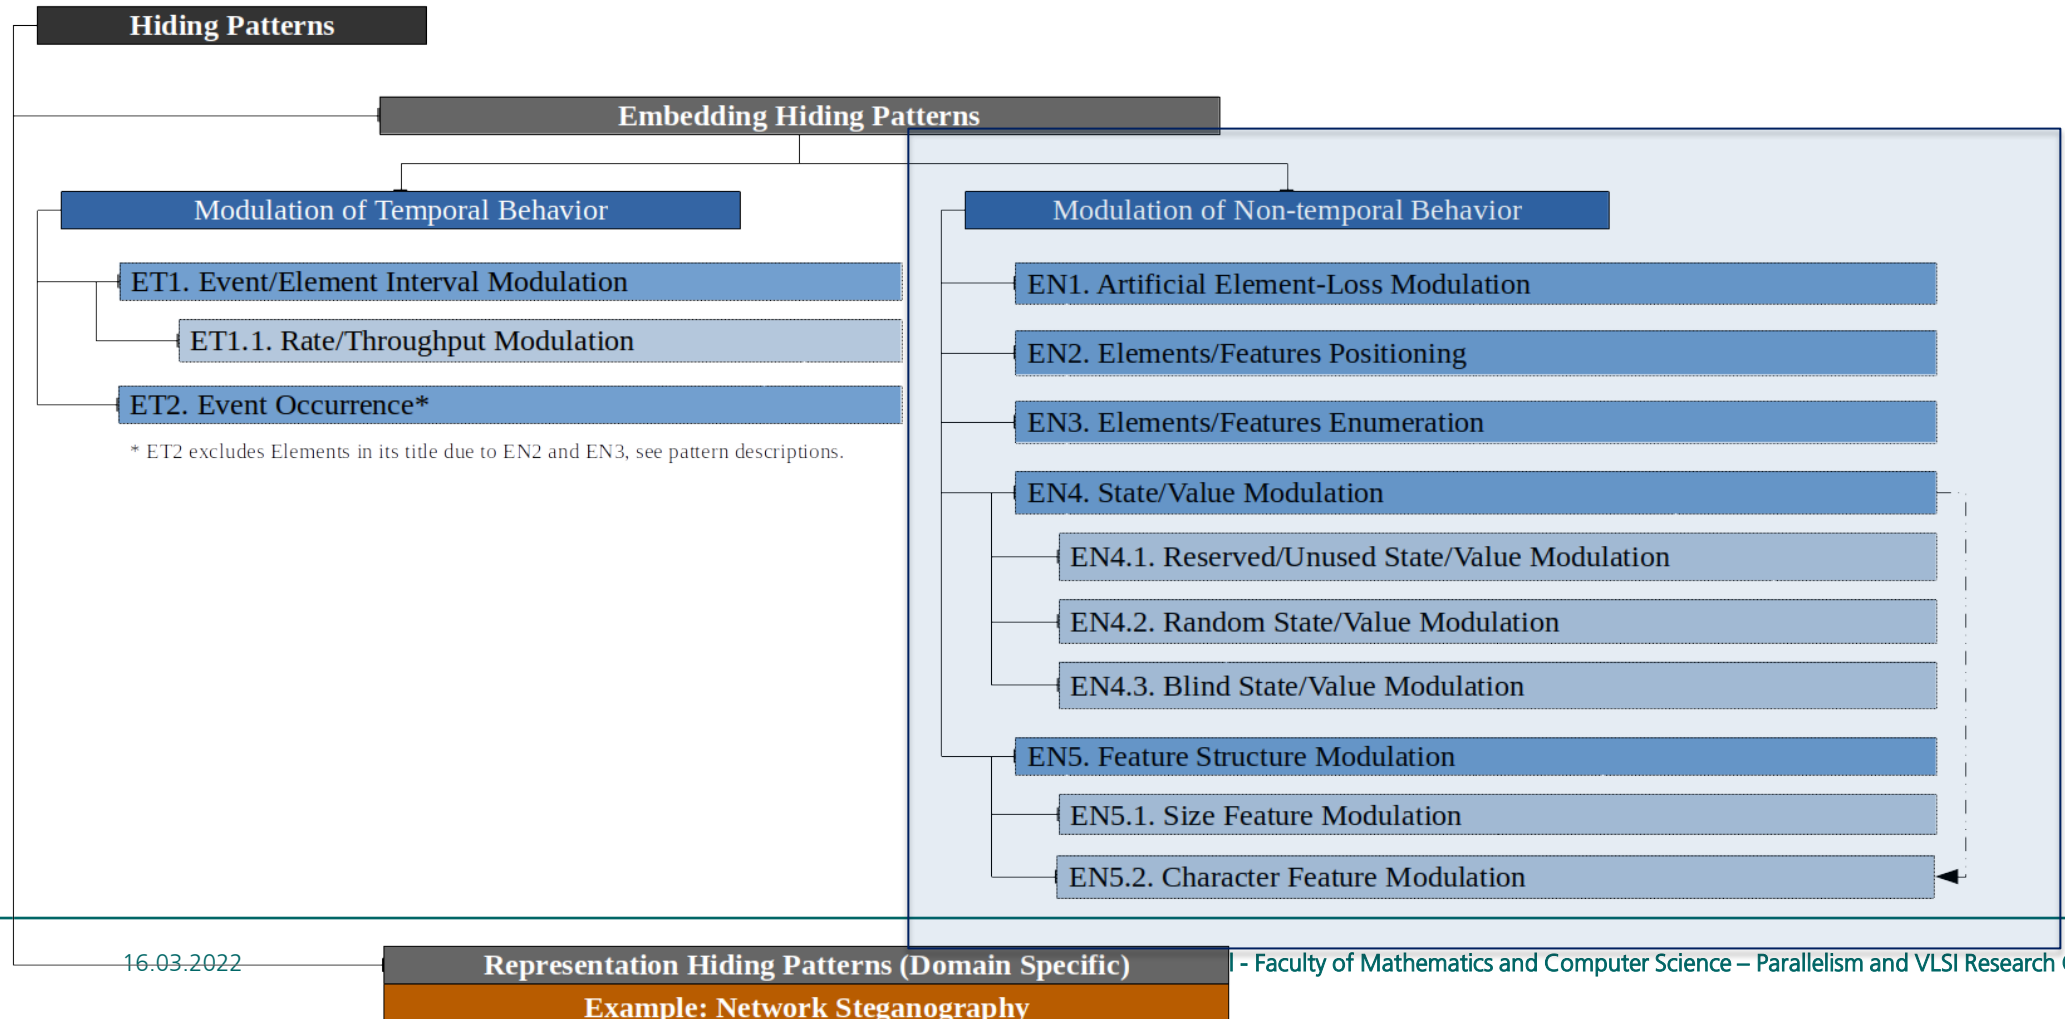 Hiding Patterns
Embedding Hiding Patterns
Modulation of Temporal Behavior
ET1. Event/Element Interval Modulation
ET1.1. Rate/Throughput Modulation
ET2. Event Occurrence*
* ET2 excludes Elements in its title due to EN2 and EN3, see pattern descriptions.
Modulation of Non-temporal Behavior
EN1. Artificial Element-Loss Modulation
EN2. Elements/Features Positioning
EN3. Elements/Features Enumeration
EN4. State/Value Modulation
EN4.1. Reserved/Unused State/Value Modulation
EN4.2. Random State/Value Modulation
EN4.3. Blind State/Value Modulation
EN5. Feature Structure Modulation
EN5.1. Size Feature Modulation
EN5.2. Character Feature Modulation
16.03.2022
Representation Hiding Patterns (Domain Specific)
- Faculty of Mathematics and Computer Science – Parallelism and VLSI Research
Example: Network Steganography